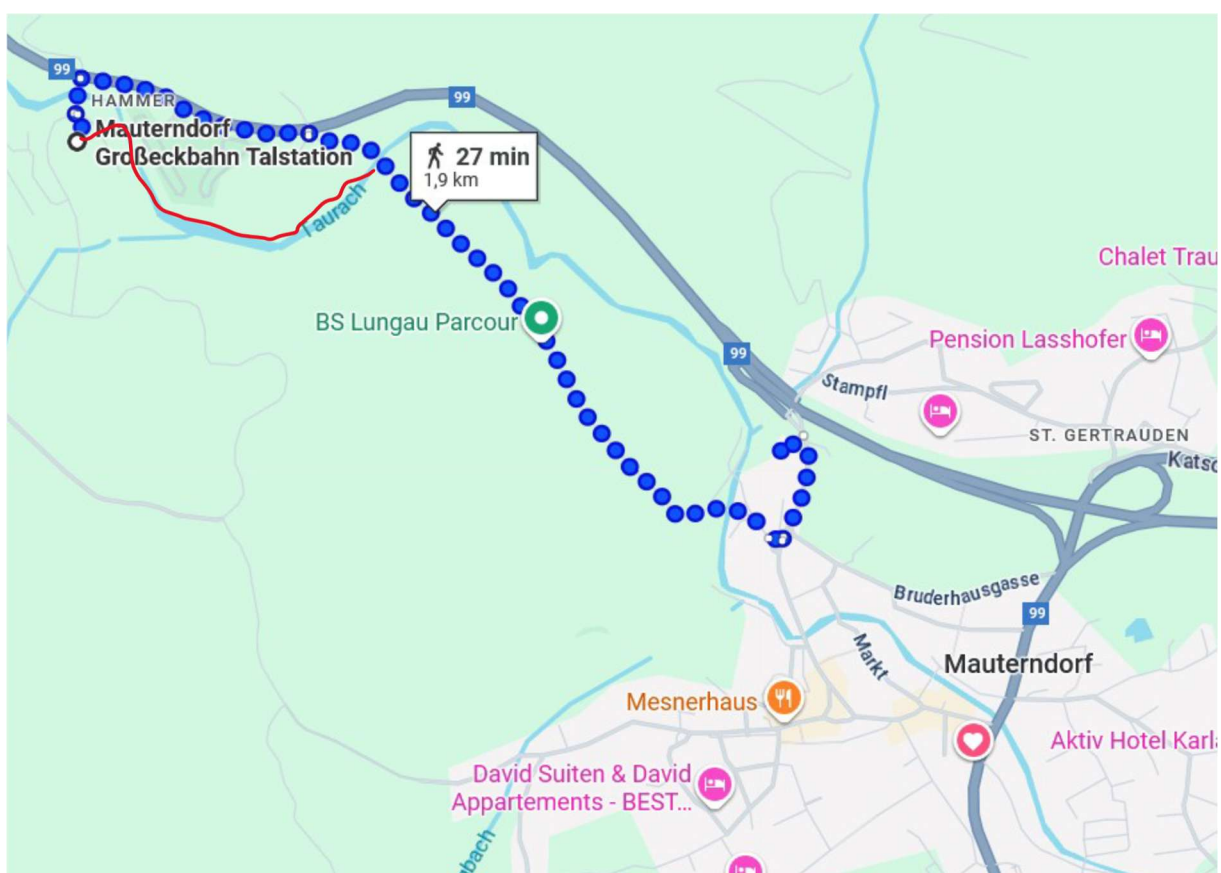 99
99
HAMMER
Mauterndorf
Großeckbahn Talstation
27 min
1,9 km
Taurach
Chalet Trau
BS Lungau Parcour
Pension Lasshofer
99
Stampfl
ST. GERTRAUDEN
Katsc
Bruderhausgasse
99
Markt
Mauterndorf
Mesnerhaus
Aktiv Hotel Karla
David Suiten & David
Appartements - BEST...
bach